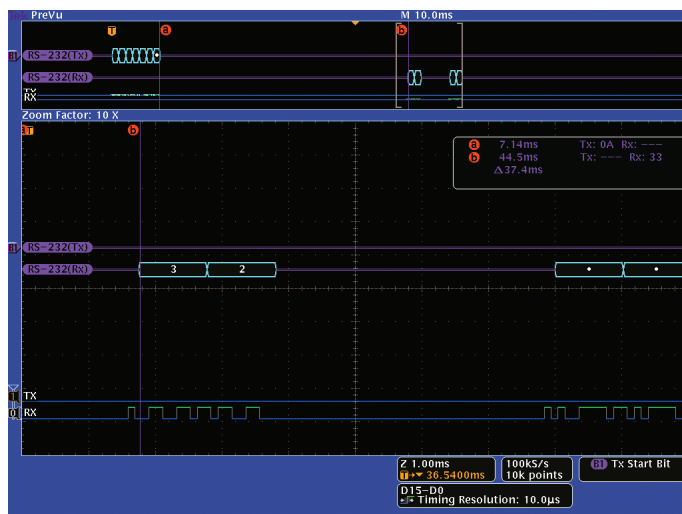 PreVu M 10.0ms
T a b
B1 RS-232(Tx)
RS-232(Rx)
TX
RX
Zoom Factor: 10 X
T b
a 7.14ms Tx: 0A Rx: ---
b 44.5ms Tx: --- Rx: 33
Δ37.4ms
B1 RS-232(Tx)
RS-232(Rx) 3 2
1 TX
0 RX
Z 1.00ms 100kS/s B1 Tx Start Bit
T→▼ 36.5400ms 10k points
D15-D0
Timing Resolution: 10.0µs